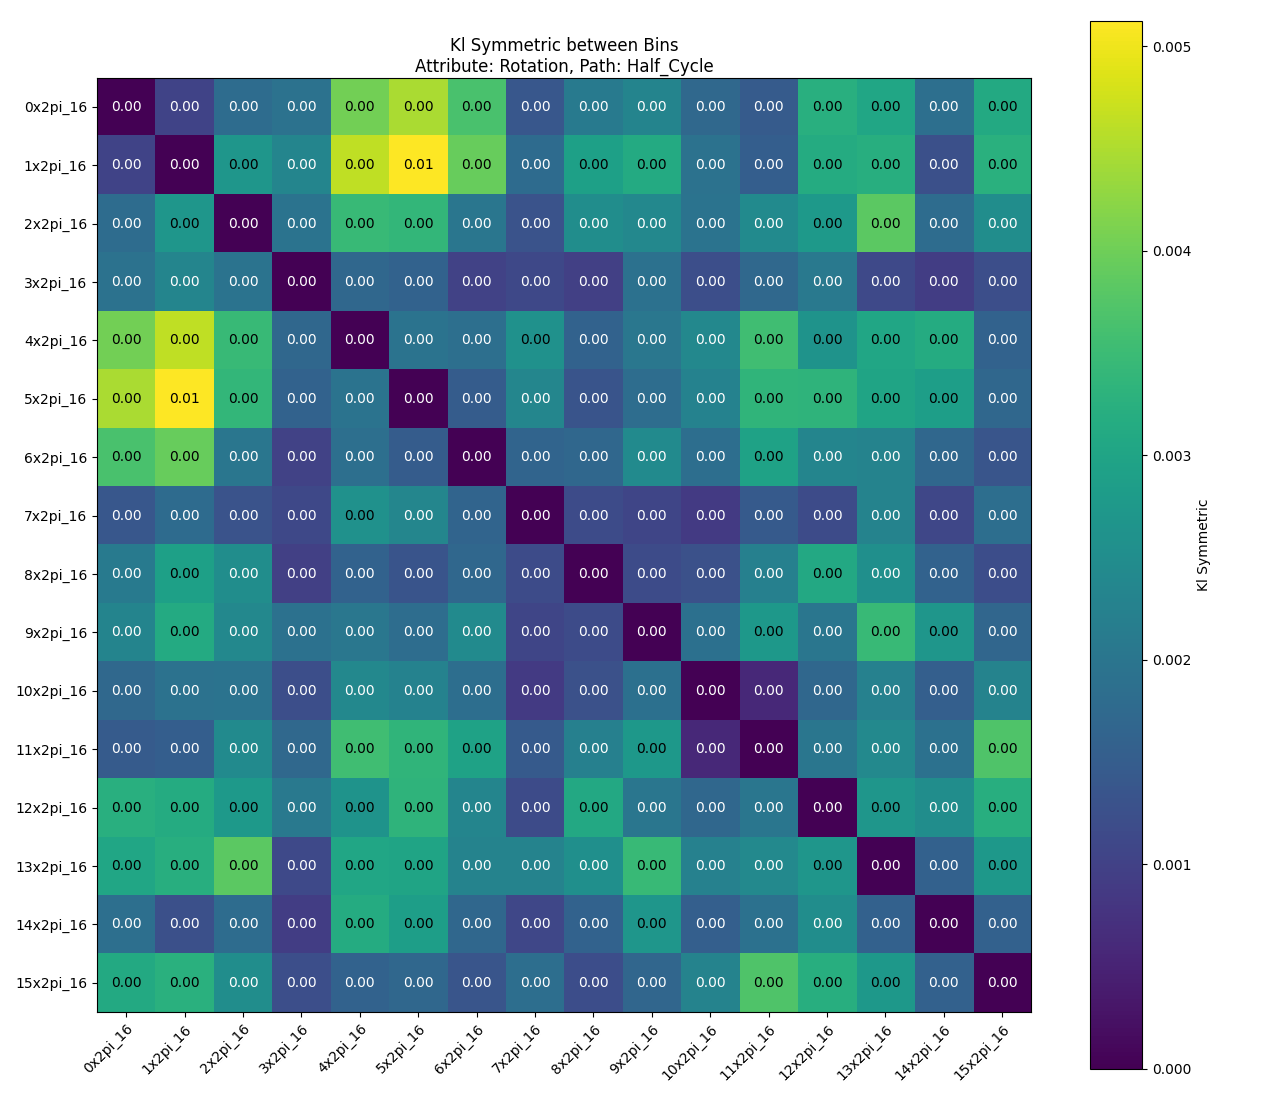 Kl Symmetric between Bins
Attribute: Rotation, Path: Half_Cycle
0x2pi_16 0.00 0.00 0.00 0.00 0.00 0.00 0.00 0.00 0.00 0.00 0.00 0.00 0.00 0.00 0.00 0.00
1x2pi_16 0.00 0.00 0.00 0.00 0.00 0.01 0.00 0.00 0.00 0.00 0.00 0.00 0.00 0.00 0.00 0.00
2x2pi_16 0.00 0.00 0.00 0.00 0.00 0.00 0.00 0.00 0.00 0.00 0.00 0.00 0.00 0.00 0.00 0.00
3x2pi_16 0.00 0.00 0.00 0.00 0.00 0.00 0.00 0.00 0.00 0.00 0.00 0.00 0.00 0.00 0.00 0.00
4x2pi_16 0.00 0.00 0.00 0.00 0.00 0.00 0.00 0.00 0.00 0.00 0.00 0.00 0.00 0.00 0.00 0.00
5x2pi_16 0.00 0.01 0.00 0.00 0.00 0.00 0.00 0.00 0.00 0.00 0.00 0.00 0.00 0.00 0.00 0.00
6x2pi_16 0.00 0.00 0.00 0.00 0.00 0.00 0.00 0.00 0.00 0.00 0.00 0.00 0.00 0.00 0.00 0.00
7x2pi_16 0.00 0.00 0.00 0.00 0.00 0.00 0.00 0.00 0.00 0.00 0.00 0.00 0.00 0.00 0.00 0.00
8x2pi_16 0.00 0.00 0.00 0.00 0.00 0.00 0.00 0.00 0.00 0.00 0.00 0.00 0.00 0.00 0.00 0.00
9x2pi_16 0.00 0.00 0.00 0.00 0.00 0.00 0.00 0.00 0.00 0.00 0.00 0.00 0.00 0.00 0.00 0.00
10x2pi_16 0.00 0.00 0.00 0.00 0.00 0.00 0.00 0.00 0.00 0.00 0.00 0.00 0.00 0.00 0.00 0.00
11x2pi_16 0.00 0.00 0.00 0.00 0.00 0.00 0.00 0.00 0.00 0.00 0.00 0.00 0.00 0.00 0.00 0.00
12x2pi_16 0.00 0.00 0.00 0.00 0.00 0.00 0.00 0.00 0.00 0.00 0.00 0.00 0.00 0.00 0.00 0.00
13x2pi_16 0.00 0.00 0.00 0.00 0.00 0.00 0.00 0.00 0.00 0.00 0.00 0.00 0.00 0.00 0.00 0.00
14x2pi_16 0.00 0.00 0.00 0.00 0.00 0.00 0.00 0.00 0.00 0.00 0.00 0.00 0.00 0.00 0.00 0.00
15x2pi_16 0.00 0.00 0.00 0.00 0.00 0.00 0.00 0.00 0.00 0.00 0.00 0.00 0.00 0.00 0.00 0.00
0x2pi_16 1x2pi_16 2x2pi_16 3x2pi_16 4x2pi_16 5x2pi_16 6x2pi_16 7x2pi_16 8x2pi_16 9x2pi_16 10x2pi_16 11x2pi_16 12x2pi_16 13x2pi_16 14x2pi_16 15x2pi_16
0.005
0.004
0.003
0.002
0.001
0.000
Kl Symmetric